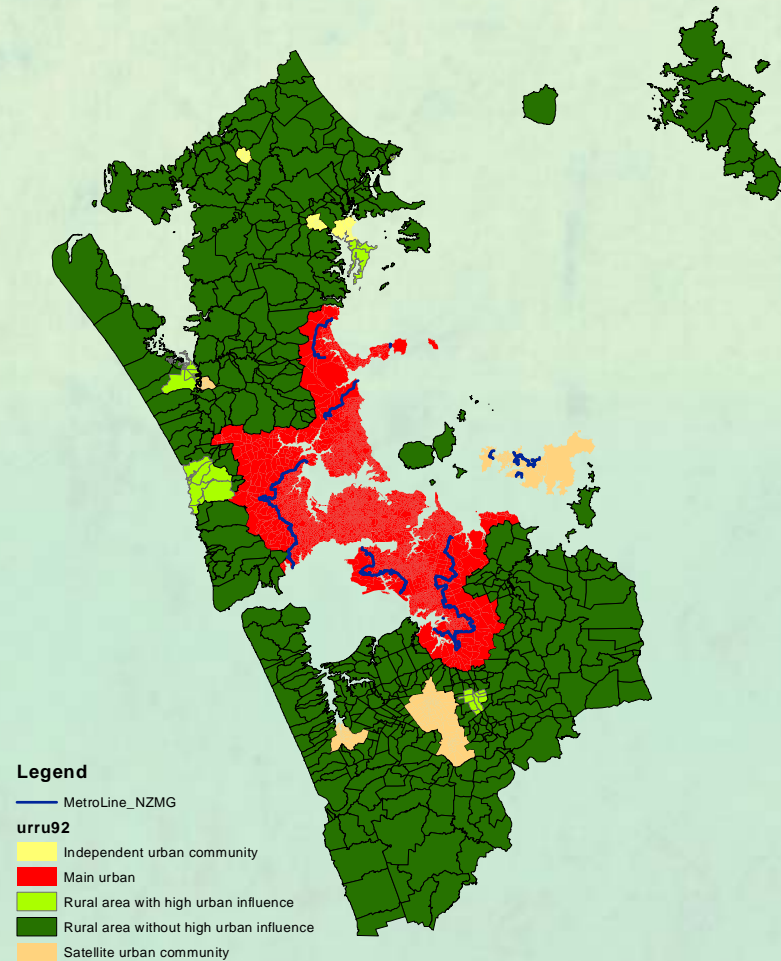 Legend
MetroLine_NZMG
urru92
Independent urban community
Main urban
Rural area with high urban influence
Rural area without high urban influence
Satellite urban community